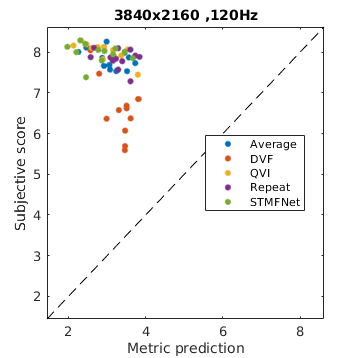 3840x2160 ,120Hz
Subjective score
8
7
6
5
4
3
2
Average
DVF
QVI
Repeat
STMFNet
2 4 6 8
Metric prediction